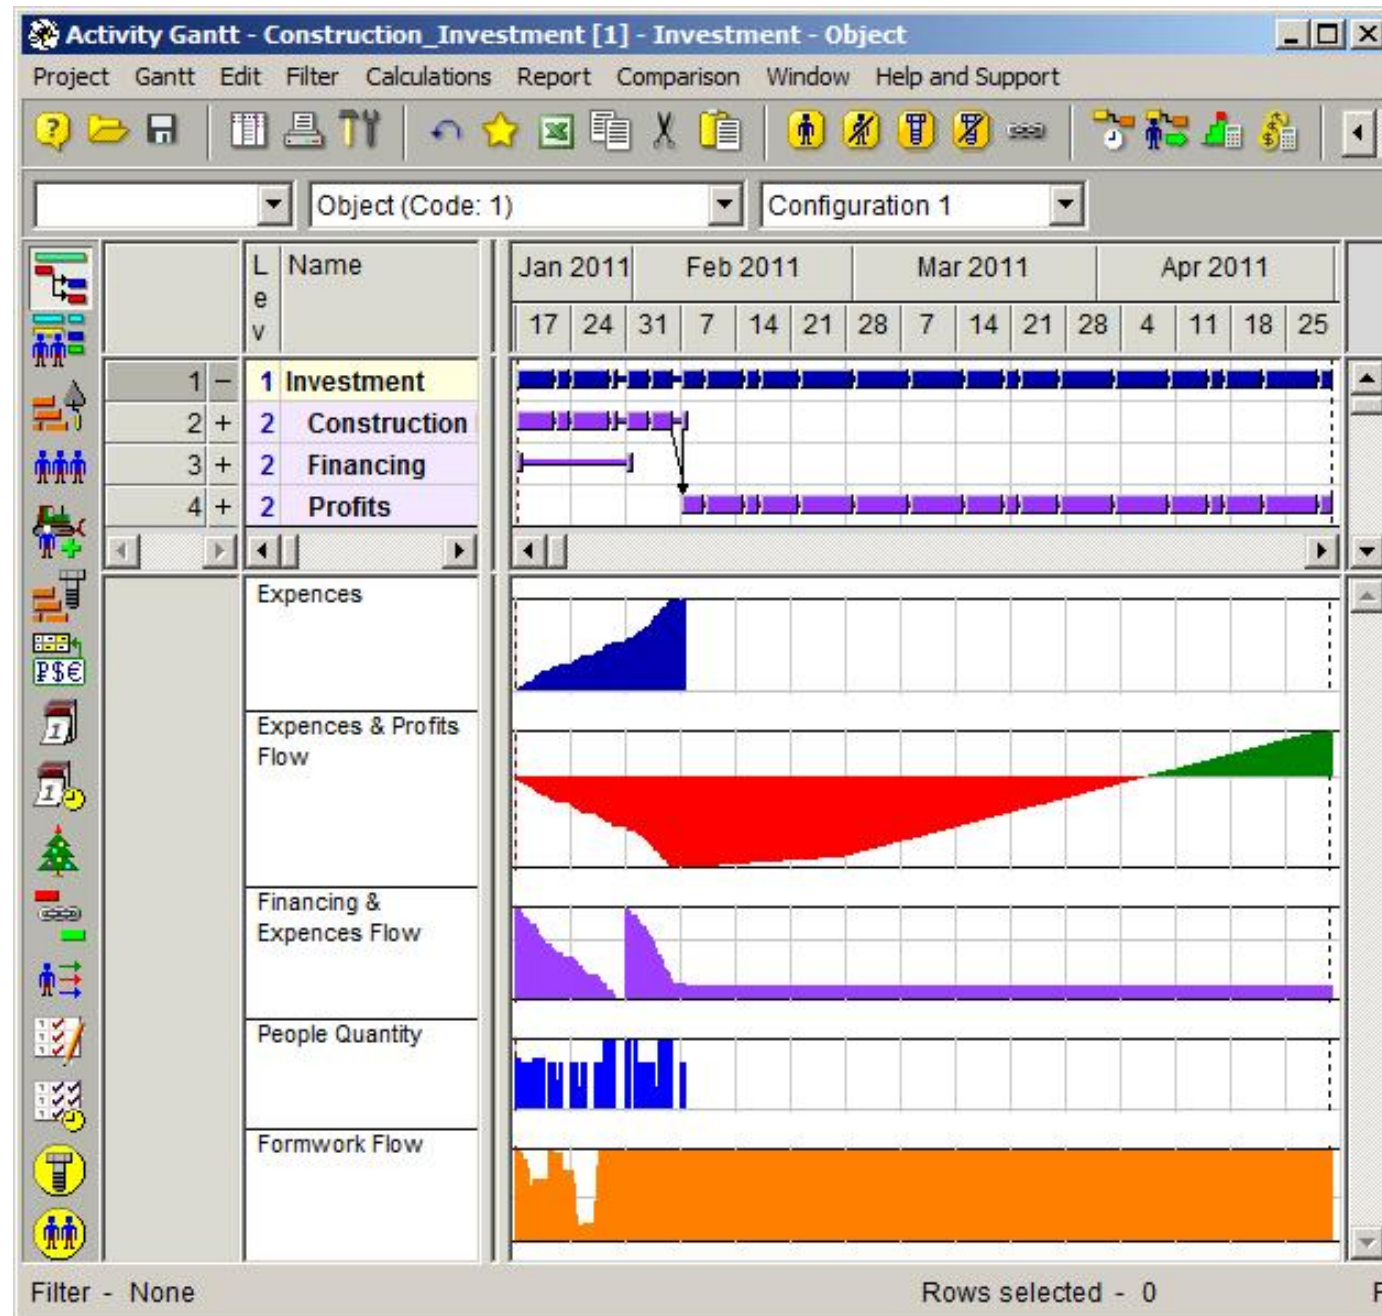 Activity Gantt - Construction_Investment [1] - Investment - Object
Project Gantt Edit Filter Calculations Report Comparison Window Help and Support
Object (Code: 1) Configuration 1
Lev Name Jan 2011 Feb 2011 Mar 2011 Apr 2011
17 24 31 7 14 21 28 7 14 21 28 4 11 18 25
1 - 1 Investment
2 + 2 Construction
3 + 2 Financing
4 + 2 Profits
Expences
Expences & Profits
Flow
Financing &
Expences Flow
People Quantity
Formwork Flow
Filter - None Rows selected - 0